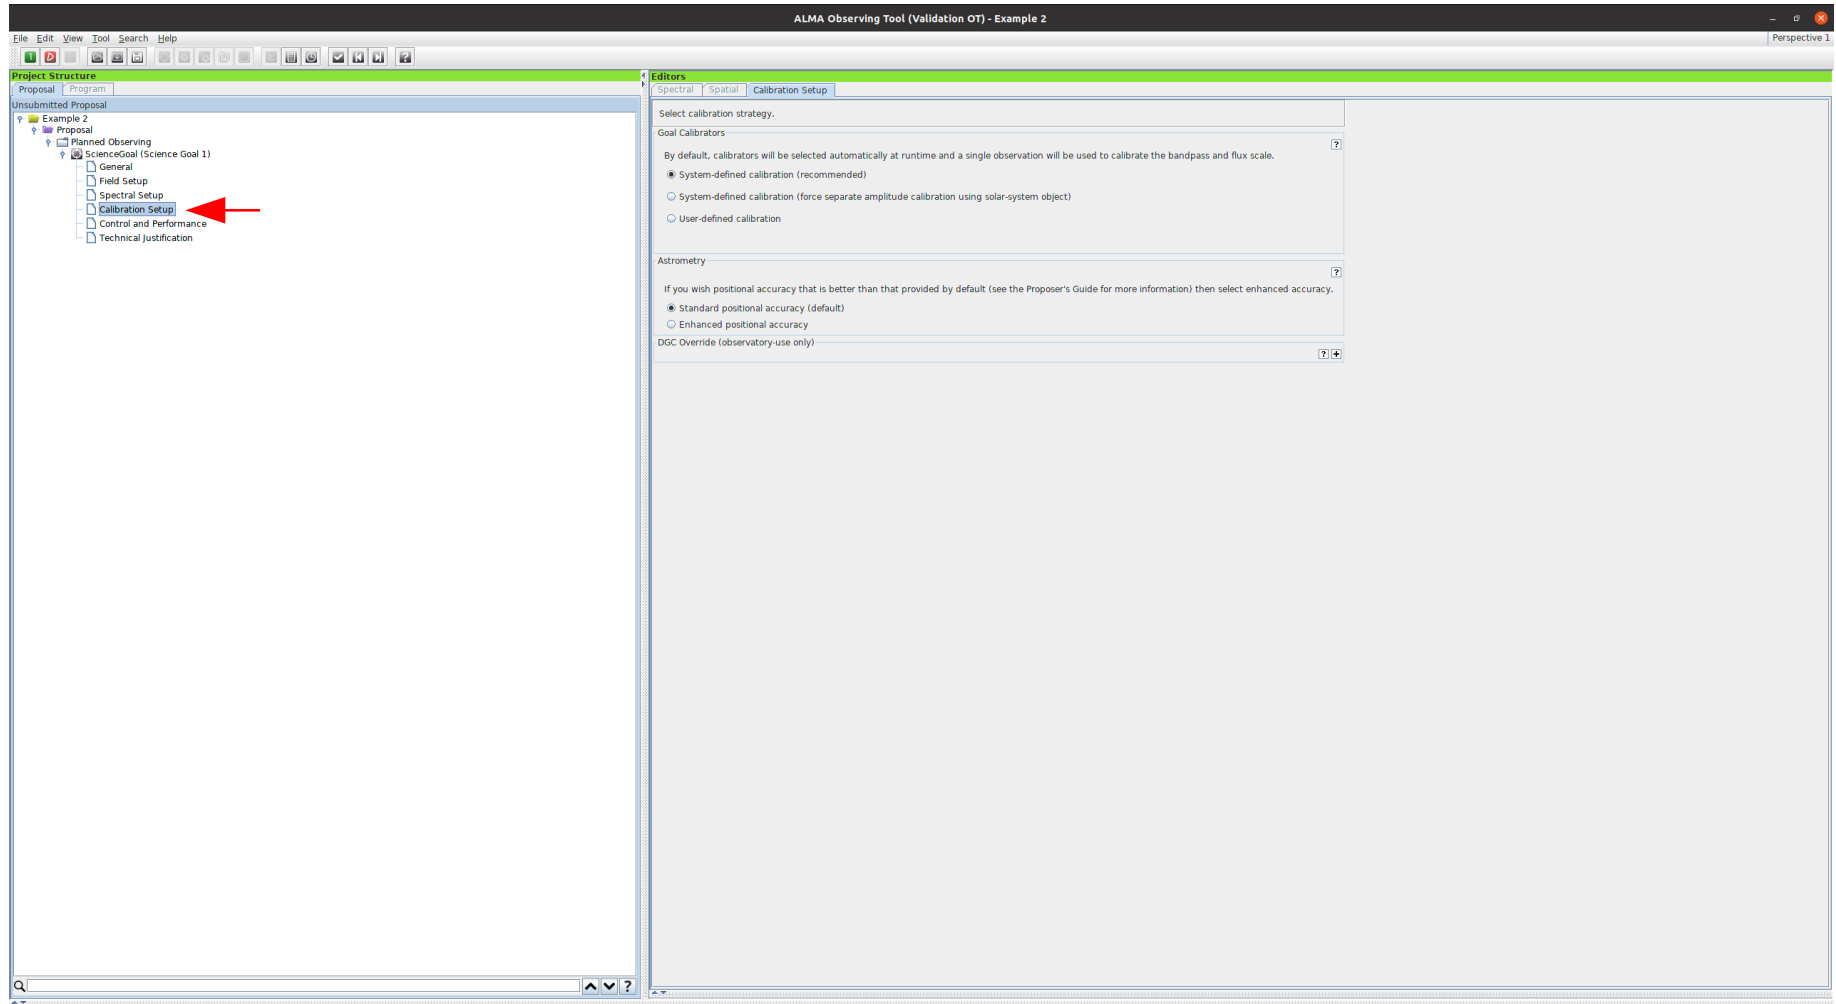 ALMA Observing Tool (Validation OT) - Example 2
File Edit View Tool Search Help
Perspective 1
Project Structure
Proposal Program
Unsubmitted Proposal
Example 2
Proposal
Planned Observing
ScienceGoal (Science Goal 1)
General
Field Setup
Spectral Setup
Calibration Setup
Control and Performance
Technical Justification
Editors
Spectral Spatial Calibration Setup
Select calibration strategy.
Goal Calibrators
?
By default, calibrators will be selected automatically at runtime and a single observation will be used to calibrate the bandpass and flux scale.
System-defined calibration (recommended)
System-defined calibration (force separate amplitude calibration using solar-system object)
User-defined calibration
Astrometry
?
If you wish positional accuracy that is better than that provided by default (see the Proposer's Guide for more information) then select enhanced accuracy.
Standard positional accuracy (default)
Enhanced positional accuracy
DGC Override (observatory-use only)
? +
?